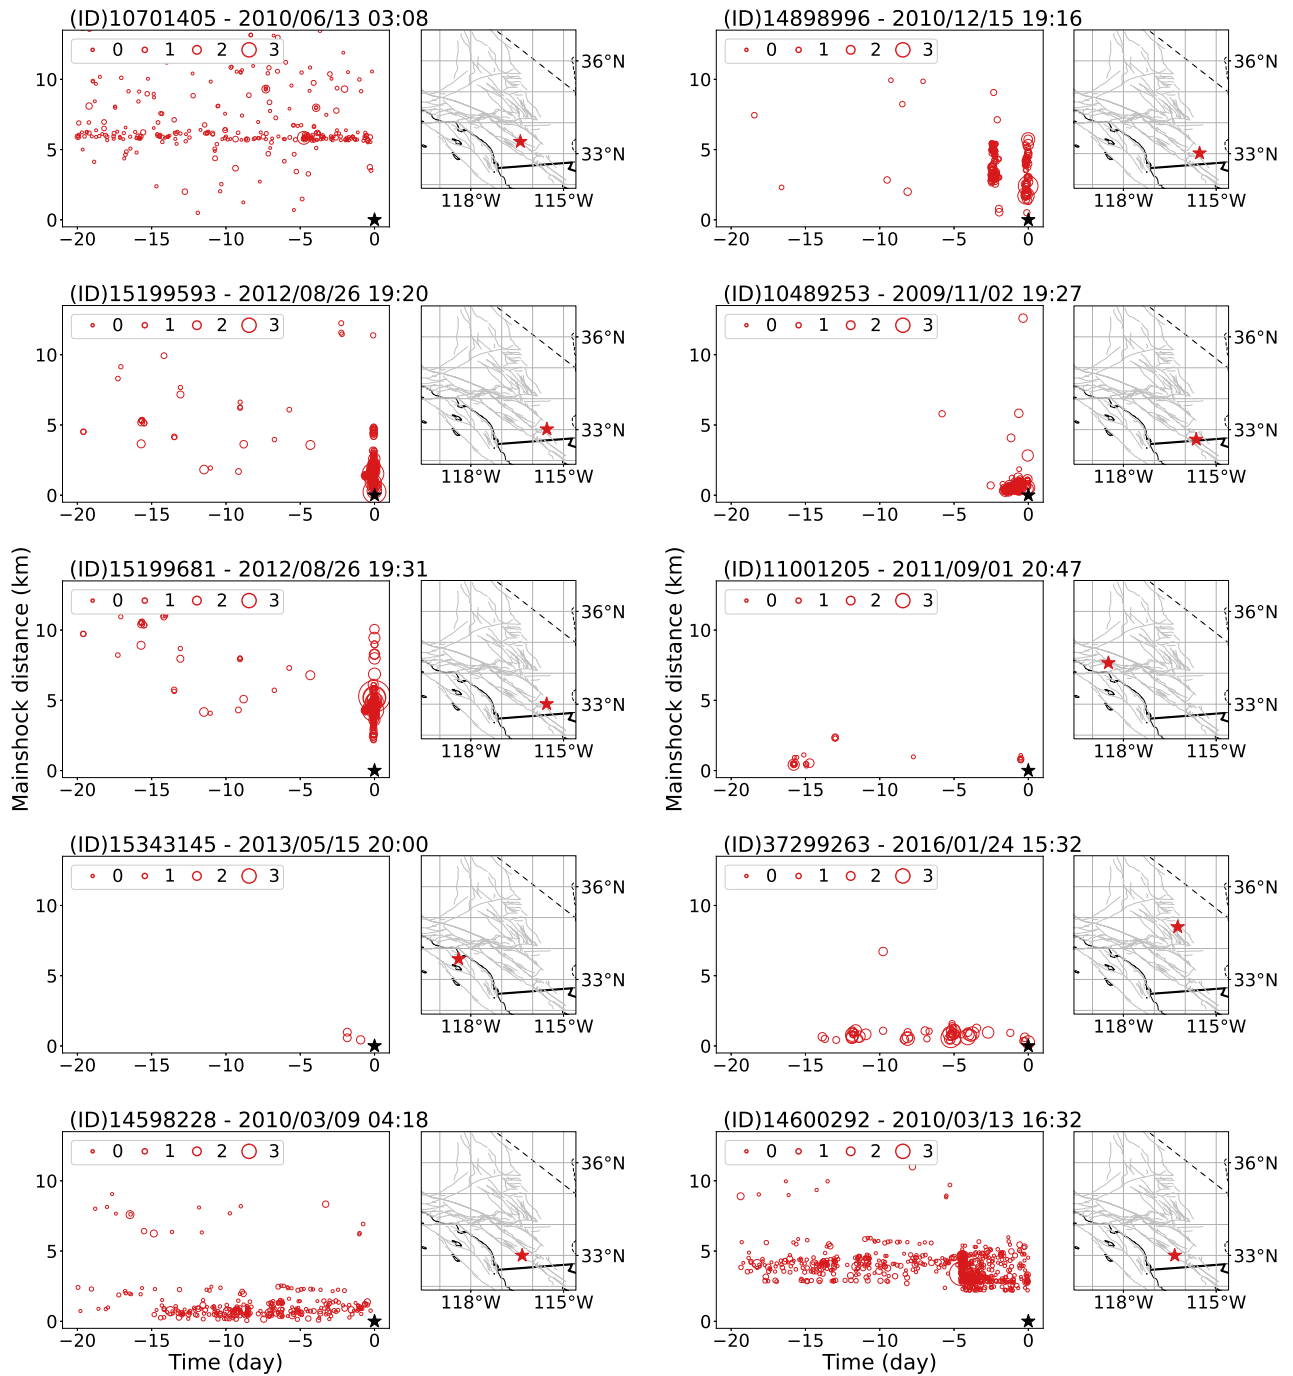 (ID)10701405 - 2010/06/13 03:08
0 1 2 3
10
5
0
−20 −15 −10 −5 0
36°N
33°N
118°W 115°W
(ID)14898996 - 2010/12/15 19:16
0 1 2 3
10
5
0
−20 −15 −10 −5 0
36°N
33°N
118°W 115°W
(ID)15199593 - 2012/08/26 19:20
0 1 2 3
10
5
0
−20 −15 −10 −5 0
36°N
33°N
118°W 115°W
(ID)10489253 - 2009/11/02 19:27
0 1 2 3
10
5
0
−20 −15 −10 −5 0
36°N
33°N
118°W 115°W
Mainshock distance (km)
(ID)15199681 - 2012/08/26 19:31
0 1 2 3
10
5
0
−20 −15 −10 −5 0
36°N
33°N
118°W 115°W
Mainshock distance (km)
(ID)11001205 - 2011/09/01 20:47
0 1 2 3
10
5
0
−20 −15 −10 −5 0
36°N
33°N
118°W 115°W
(ID)15343145 - 2013/05/15 20:00
0 1 2 3
10
5
0
−20 −15 −10 −5 0
36°N
33°N
118°W 115°W
(ID)37299263 - 2016/01/24 15:32
0 1 2 3
10
5
0
−20 −15 −10 −5 0
36°N
33°N
118°W 115°W
(ID)14598228 - 2010/03/09 04:18
0 1 2 3
10
5
0
−20 −15 −10 −5 0
Time (day)
36°N
33°N
118°W 115°W
(ID)14600292 - 2010/03/13 16:32
0 1 2 3
10
5
0
−20 −15 −10 −5 0
Time (day)
36°N
33°N
118°W 115°W